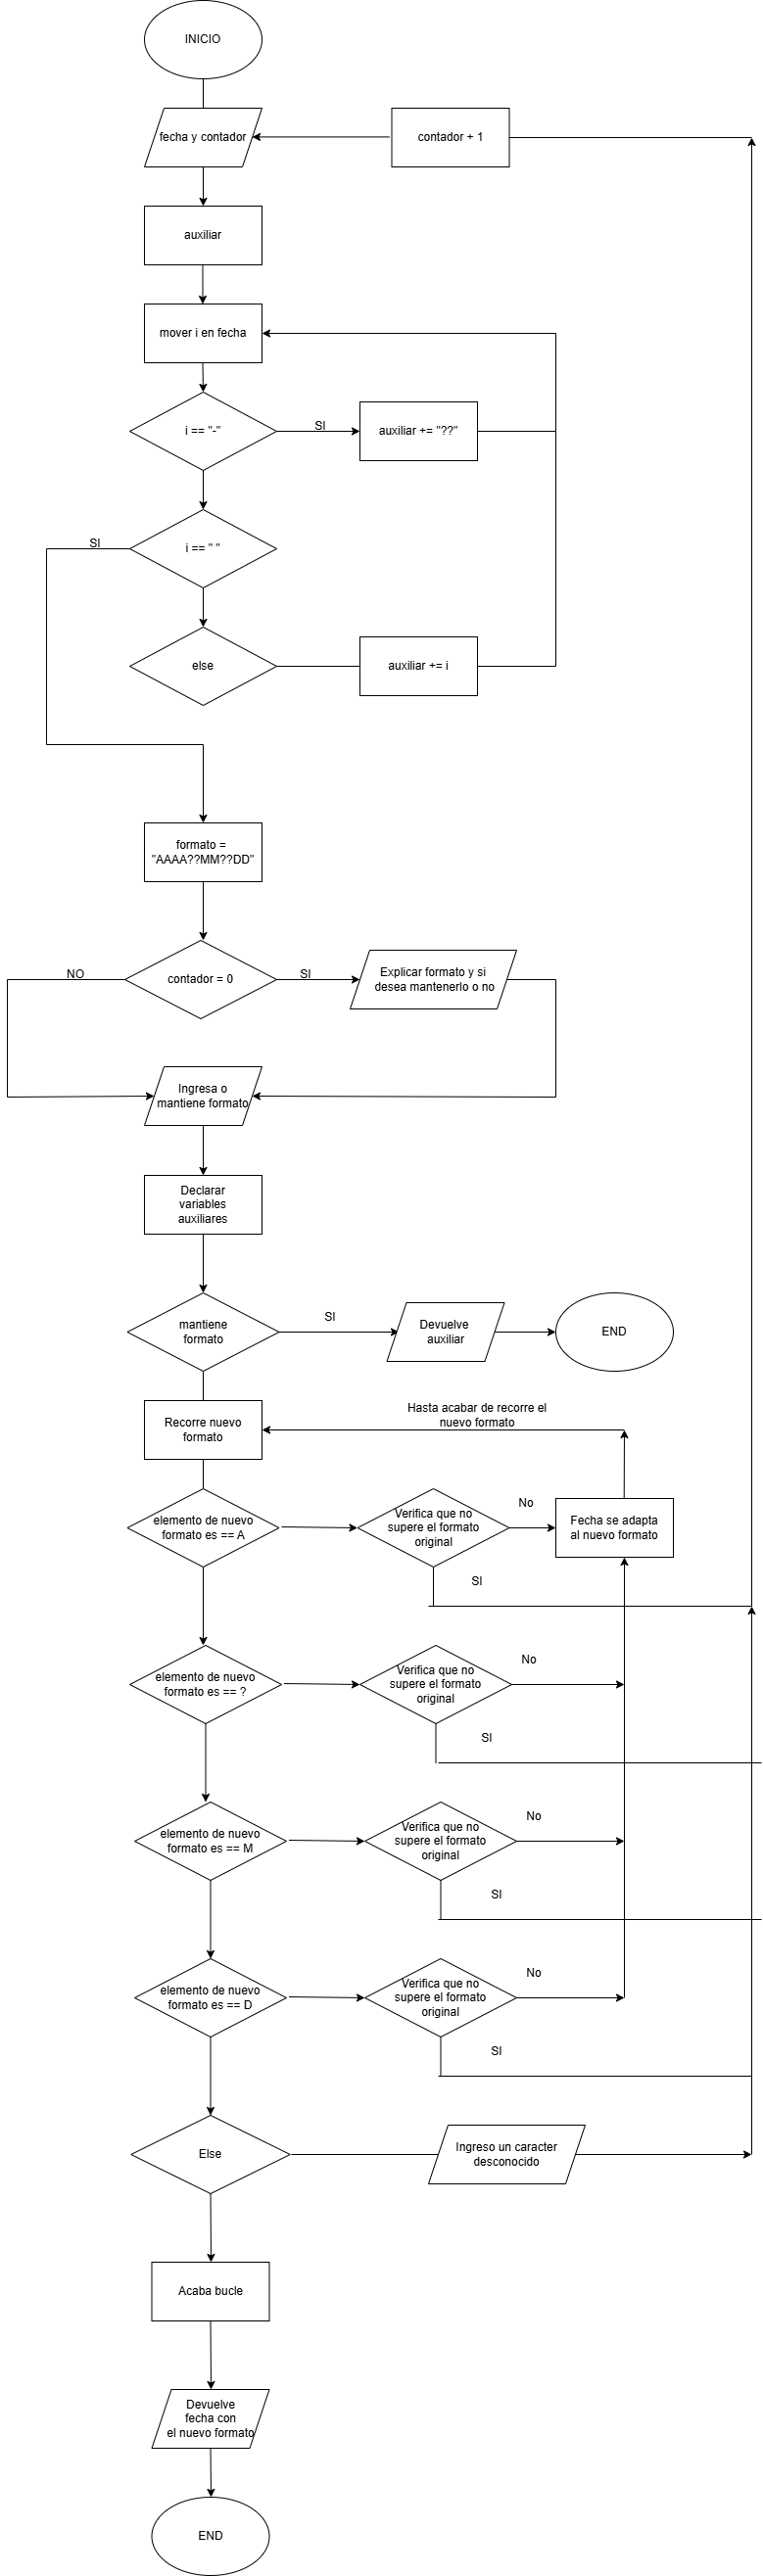 INICIO
fecha y contador
contador + 1
auxiliar
mover i en fecha
i == "-"
SI
auxiliar += "??"
SI
i == " "
else
auxiliar += i
formato =
"AAAA??MM??DD"
NO
contador = 0
SI
Explicar formato y si
desea mantenerlo o no
Ingresa o
mantiene formato
Declarar
variables
auxiliares
mantiene
formato
SI
Devuelve
auxiliar
END
Recorre nuevo
formato
Hasta acabar de recorre el
nuevo formato
elemento de nuevo
formato es == A
Verifica que no
supere el formato
original
No
Fecha se adapta
al nuevo formato
SI
elemento de nuevo
formato es == ?
Verifica que no
supere el formato
original
No
SI
elemento de nuevo
formato es == M
Verifica que no
supere el formato
original
No
SI
elemento de nuevo
formato es == D
Verifica que no
supere el formato
original
No
SI
Else
Ingreso un caracter
desconocido
Acaba bucle
Devuelve
fecha con
el nuevo formato
END